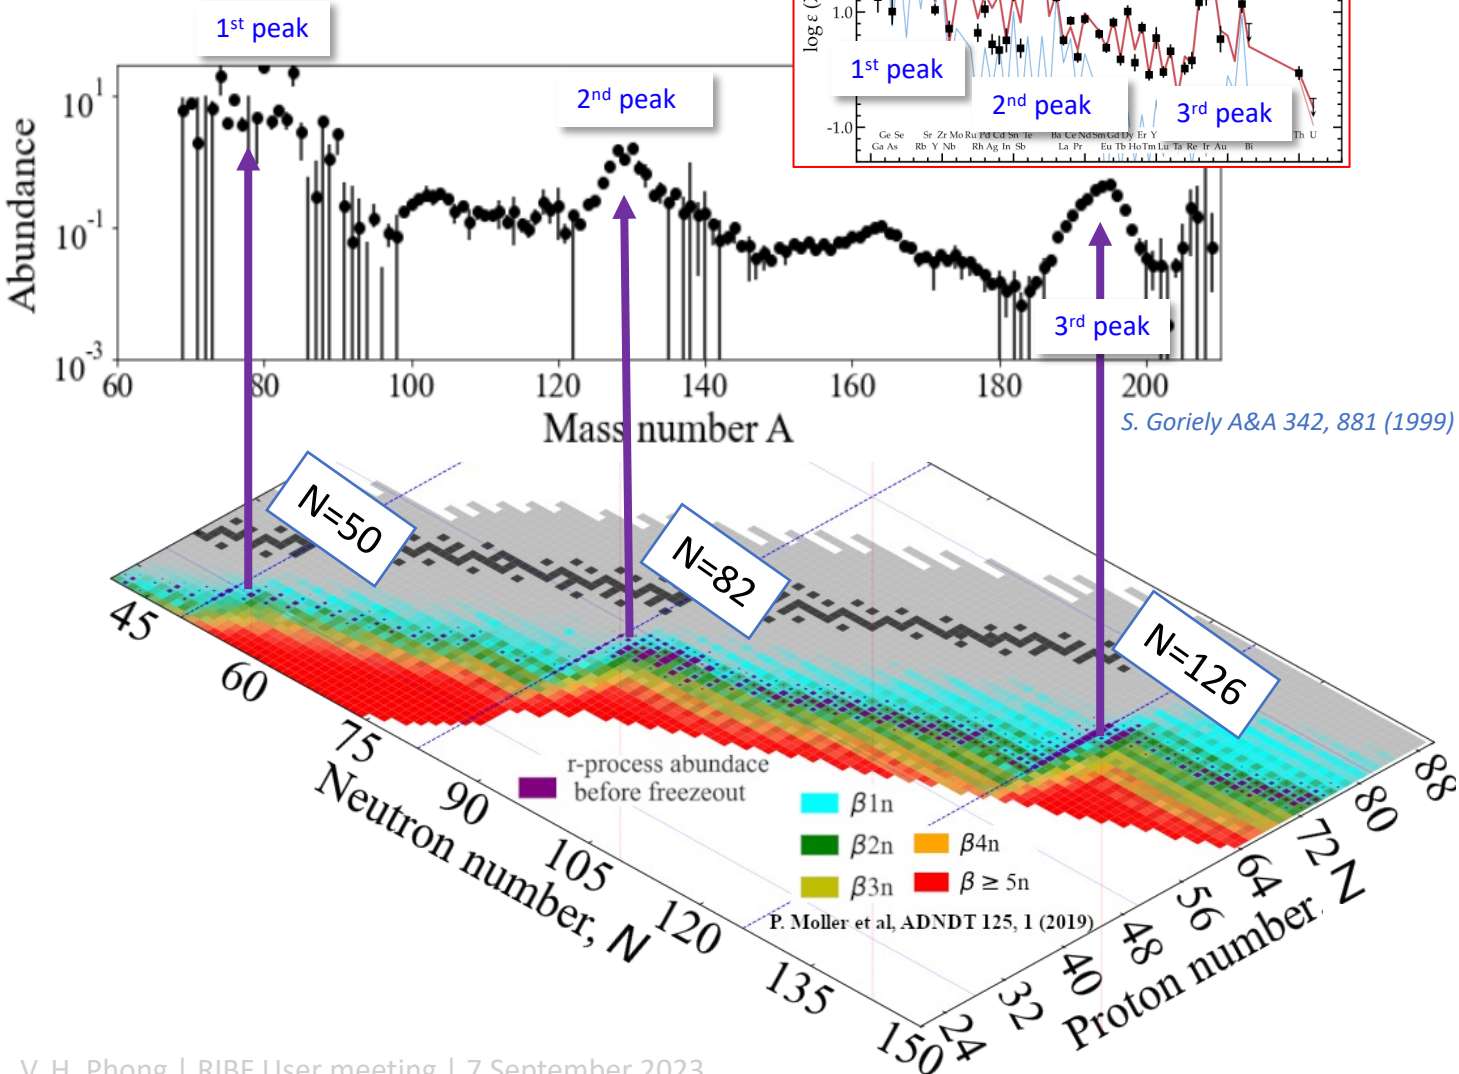 1st peak
log ε (
1.0
-1.0
1st peak
2nd peak
3rd peak
Ge Se Sr Zr Mo Ru Pd Cd Sn Te Ba Ce Nd Sm Gd Dy Er Y Th U
Ga As Rb Y Nb Rh Ag In Sb La Pr Eu Tb Ho Tm Lu Ta Re Ir Au Bi
2nd peak
10^1
10^-1
10^-3
Abundance
3rd peak
60 80 100 120 140 160 180 200
Mass number A
S. Goriely A&A 342, 881 (1999)
N=50
N=82
N=126
45
60
75
90
105
120
135
150
Neutron number, N
r-process abundace
before freezeout
β1n
β2n
β3n
β4n
β ≥ 5n
P. Moller et al, ADNDT 125, 1 (2019)
24
32
40
48
56
64
72
80
88
Proton number, Z
V. H. Phong | RIBF User meeting | 7 September 2023